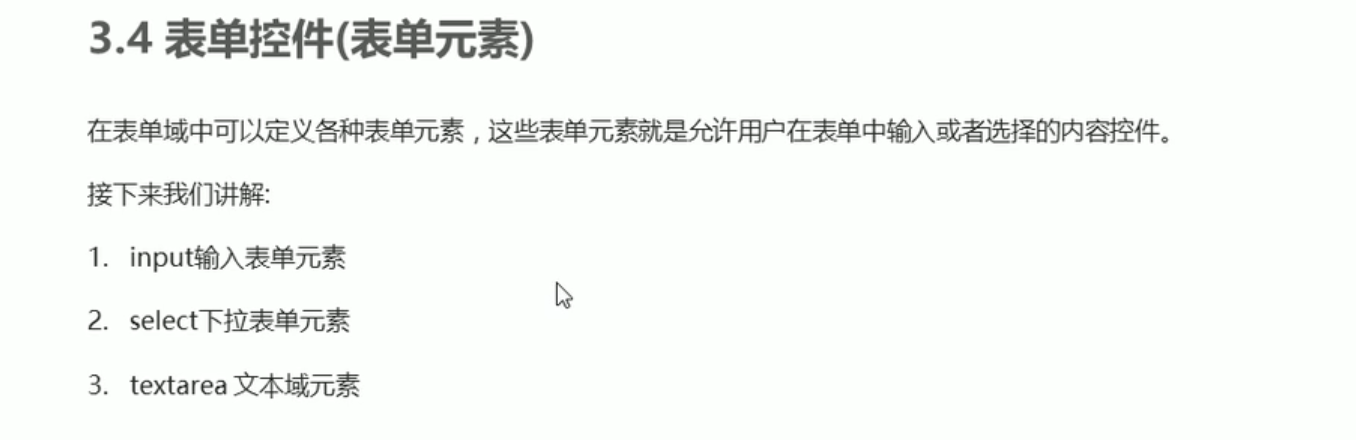 3.4 表单控件(表单元素)
在表单域中可以定义各种表单元素，这些表单元素就是允许用户在表单中输入或者选择的内容控件。
接下来我们讲解:
1. input输入表单元素
2. select下拉表单元素
3. textarea 文本域元素